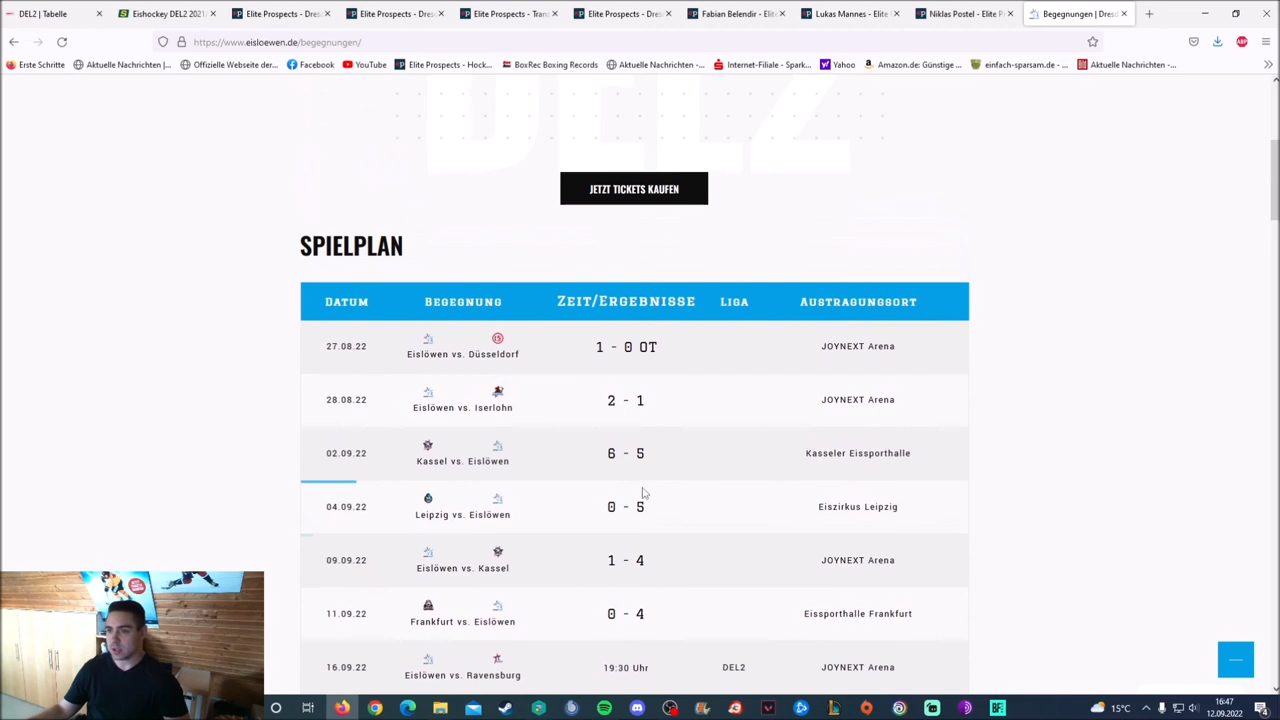 DEL2 | Tabelle
Eishockey DEL2 2021/
Elite Prospects - Dresd
Elite Prospects - Dresc
Elite Prospects - Trans
Elite Prospects - Dresc
Fabian Belendir - Elit
Lukas Mannes - Elite
Niklas Postel - Elite P
Begegnungen | Dresd
https://www.eisloewen.de/begegnungen/
Erste Schritte
Aktuelle Nachrichten |...
Offizielle Webseite der...
Facebook
YouTube
Elite Prospects - Hock...
BoxRec Boxing Records
Aktuelle Nachrichten -...
Internet-Filiale - Spark...
Yahoo
Amazon.de: Günstige ...
einfach-sparsam.de - ...
Aktuelle Nachrichten -...
DEL2
JETZT TICKETS KAUFEN
SPIELPLAN
Datum Begegnung Zeit/Ergebnisse Liga Austragungsort
27.08.22 Eislöwen vs. Düsseldorf 1 - 0 OT JOYNEXT Arena
28.08.22 Eislöwen vs. Iserlohn 2 - 1 JOYNEXT Arena
02.09.22 Kassel vs. Eislöwen 6 - 5 Kasseler Eissporthalle
04.09.22 Leipzig vs. Eislöwen 0 - 5 Eiszirkus Leipzig
09.09.22 Eislöwen vs. Kassel 1 - 4 JOYNEXT Arena
11.09.22 Frankfurt vs. Eislöwen 0 - 4 Eissporthalle Frankfurt
16.09.22 Eislöwen vs. Ravensburg 19:30 Uhr DEL2 JOYNEXT Arena
15°C
16:47
12.09.2022